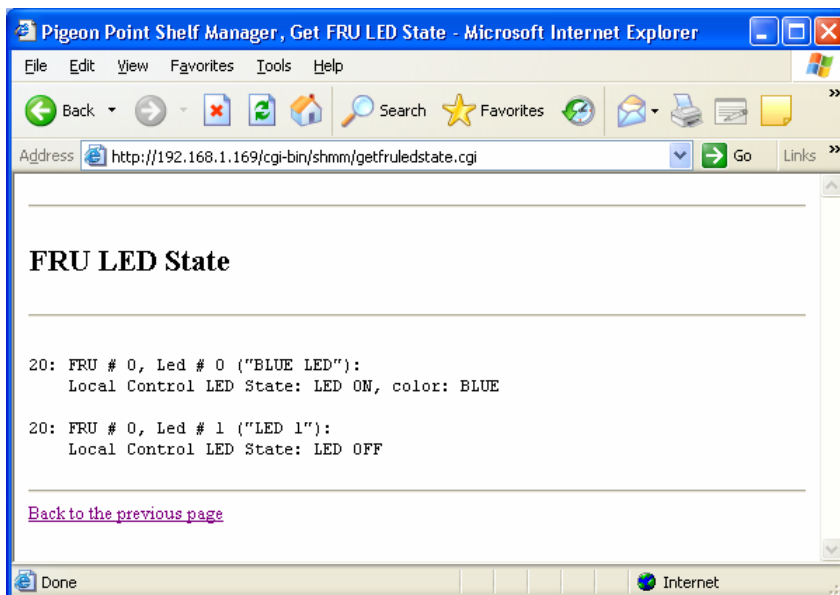 Pigeon Point Shelf Manager, Get FRU LED State - Microsoft Internet Explorer
File Edit View Favorites Tools Help
Back Search Favorites »
Address http://192.168.1.169/cgi-bin/shmm/getfruledstate.cgi Go Links »
FRU LED State
20: FRU # 0, Led # 0 ("BLUE LED"):
Local Control LED State: LED ON, color: BLUE
20: FRU # 0, Led # 1 ("LED 1"):
Local Control LED State: LED OFF
Back to the previous page
Done Internet